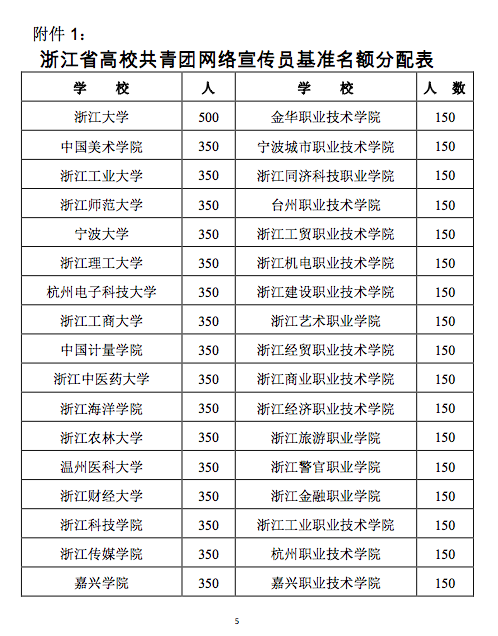 附件 1：
浙江省高校共青团网络宣传员基准名额分配表
学 校 人 学 校 人 数
浙江大学 500 金华职业技术学院 150
中国美术学院 350 宁波城市职业技术学院 150
浙江工业大学 350 浙江同济科技职业学院 150
浙江师范大学 350 台州职业技术学院 150
宁波大学 350 浙江工贸职业技术学院 150
浙江理工大学 350 浙江机电职业技术学院 150
杭州电子科技大学 350 浙江建设职业技术学院 150
浙江工商大学 350 浙江艺术职业学院 150
中国计量学院 350 浙江经贸职业技术学院 150
浙江中医药大学 350 浙江商业职业技术学院 150
浙江海洋学院 350 浙江经济职业技术学院 150
浙江农林大学 350 浙江旅游职业学院 150
温州医科大学 350 浙江警官职业学院 150
浙江财经大学 350 浙江金融职业学院 150
浙江科技学院 350 浙江工业职业技术学院 150
浙江传媒学院 350 杭州职业技术学院 150
嘉兴学院 350 嘉兴职业技术学院 150
5